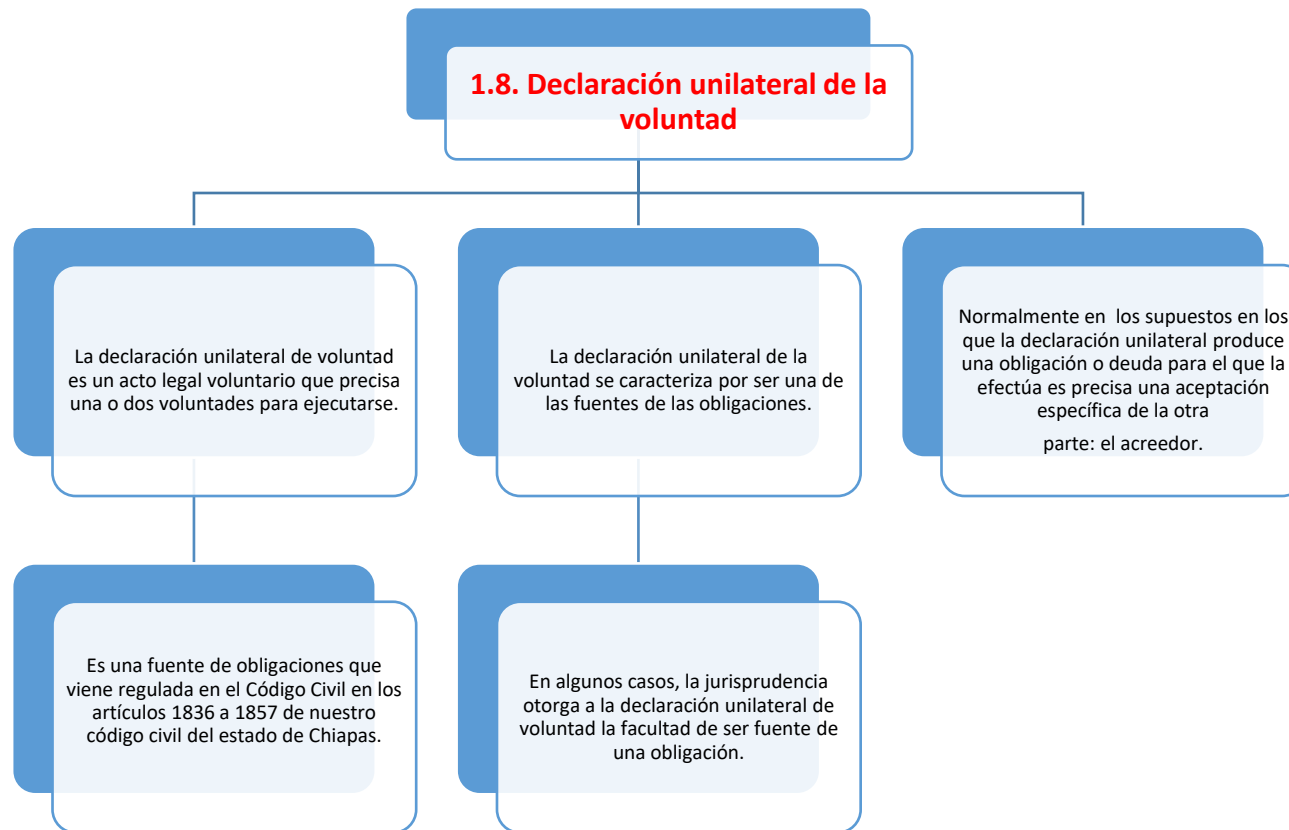 1.8. Declaración unilateral de la
voluntad
La declaración unilateral de voluntad
es un acto legal voluntario que precisa
una o dos voluntades para ejecutarse.
La declaración unilateral de la
voluntad se caracteriza por ser una de
las fuentes de las obligaciones.
Normalmente en los supuestos en los
que la declaración unilateral produce
una obligación o deuda para el que la
efectúa es precisa una aceptación
específica de la otra
parte: el acreedor.
Es una fuente de obligaciones que
viene regulada en el Código Civil en los
artículos 1836 a 1857 de nuestro
código civil del estado de Chiapas.
En algunos casos, la jurisprudencia
otorga a la declaración unilateral de
voluntad la facultad de ser fuente de
una obligación.